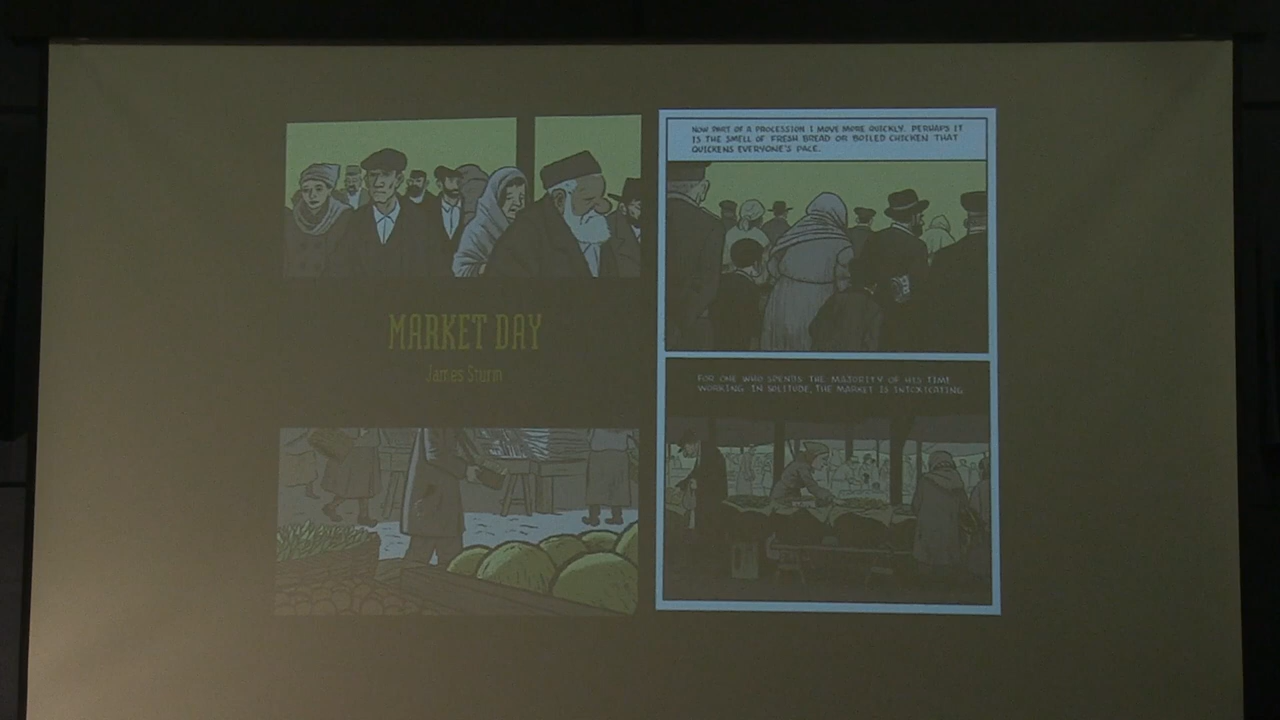 MARKET DAY
James Sturm
NOW PART OF A PROCESSION I MOVE MORE QUICKLY. PERHAPS IT
IS THE SMELL OF FRESH BREAD OR BOILED CHICKEN THAT
QUICKENS EVERYONE'S PACE.
FOR ONE WHO SPENDS THE MAJORITY OF HIS TIME
WORKING IN SOLITUDE, THE MARKET IS INTOXICATING.